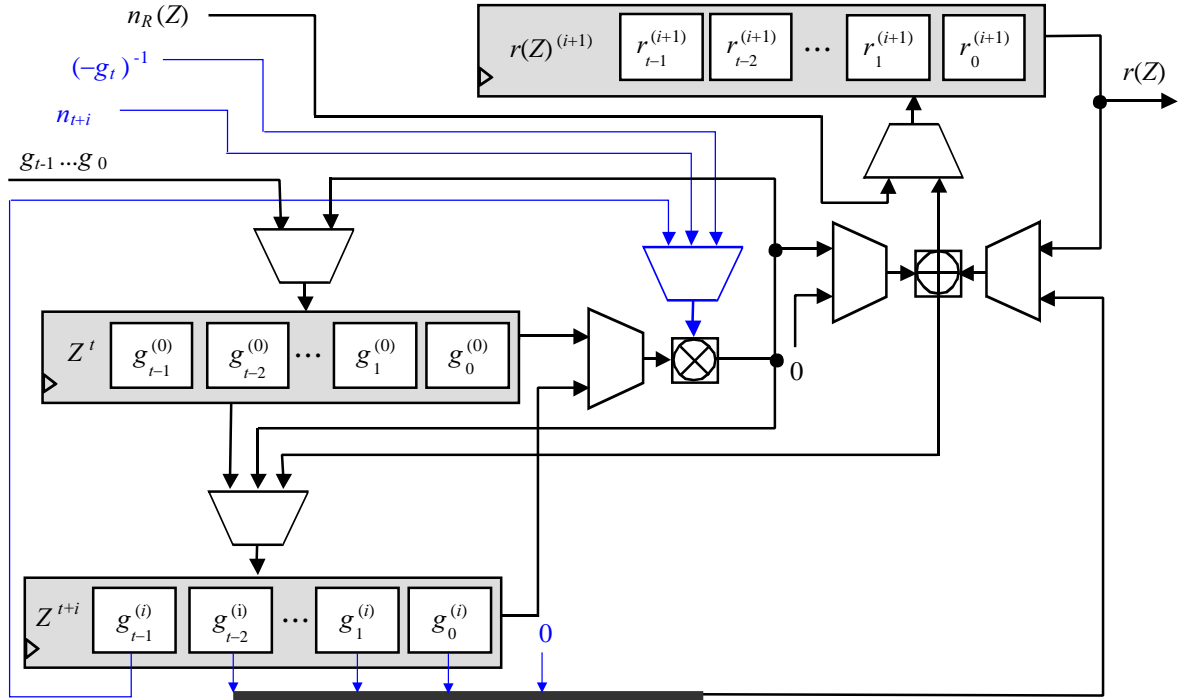 n_R(Z)
r(Z)^(i+1) r_{t–1}^{(i+1)} r_{t–2}^{(i+1)} ... r_1^{(i+1)} r_0^{(i+1)}
(-g_t)^{-1}
r(Z)
n_{t+i}
g_{t-1} ... g_0
Z^t g_{t–1}^{(0)} g_{t–2}^{(0)} ... g_1^{(0)} g_0^{(0)}
0
Z^{t+i} g_{t–1}^{(i)} g_{t–2}^{(i)} ... g_1^{(i)} g_0^{(i)}
0